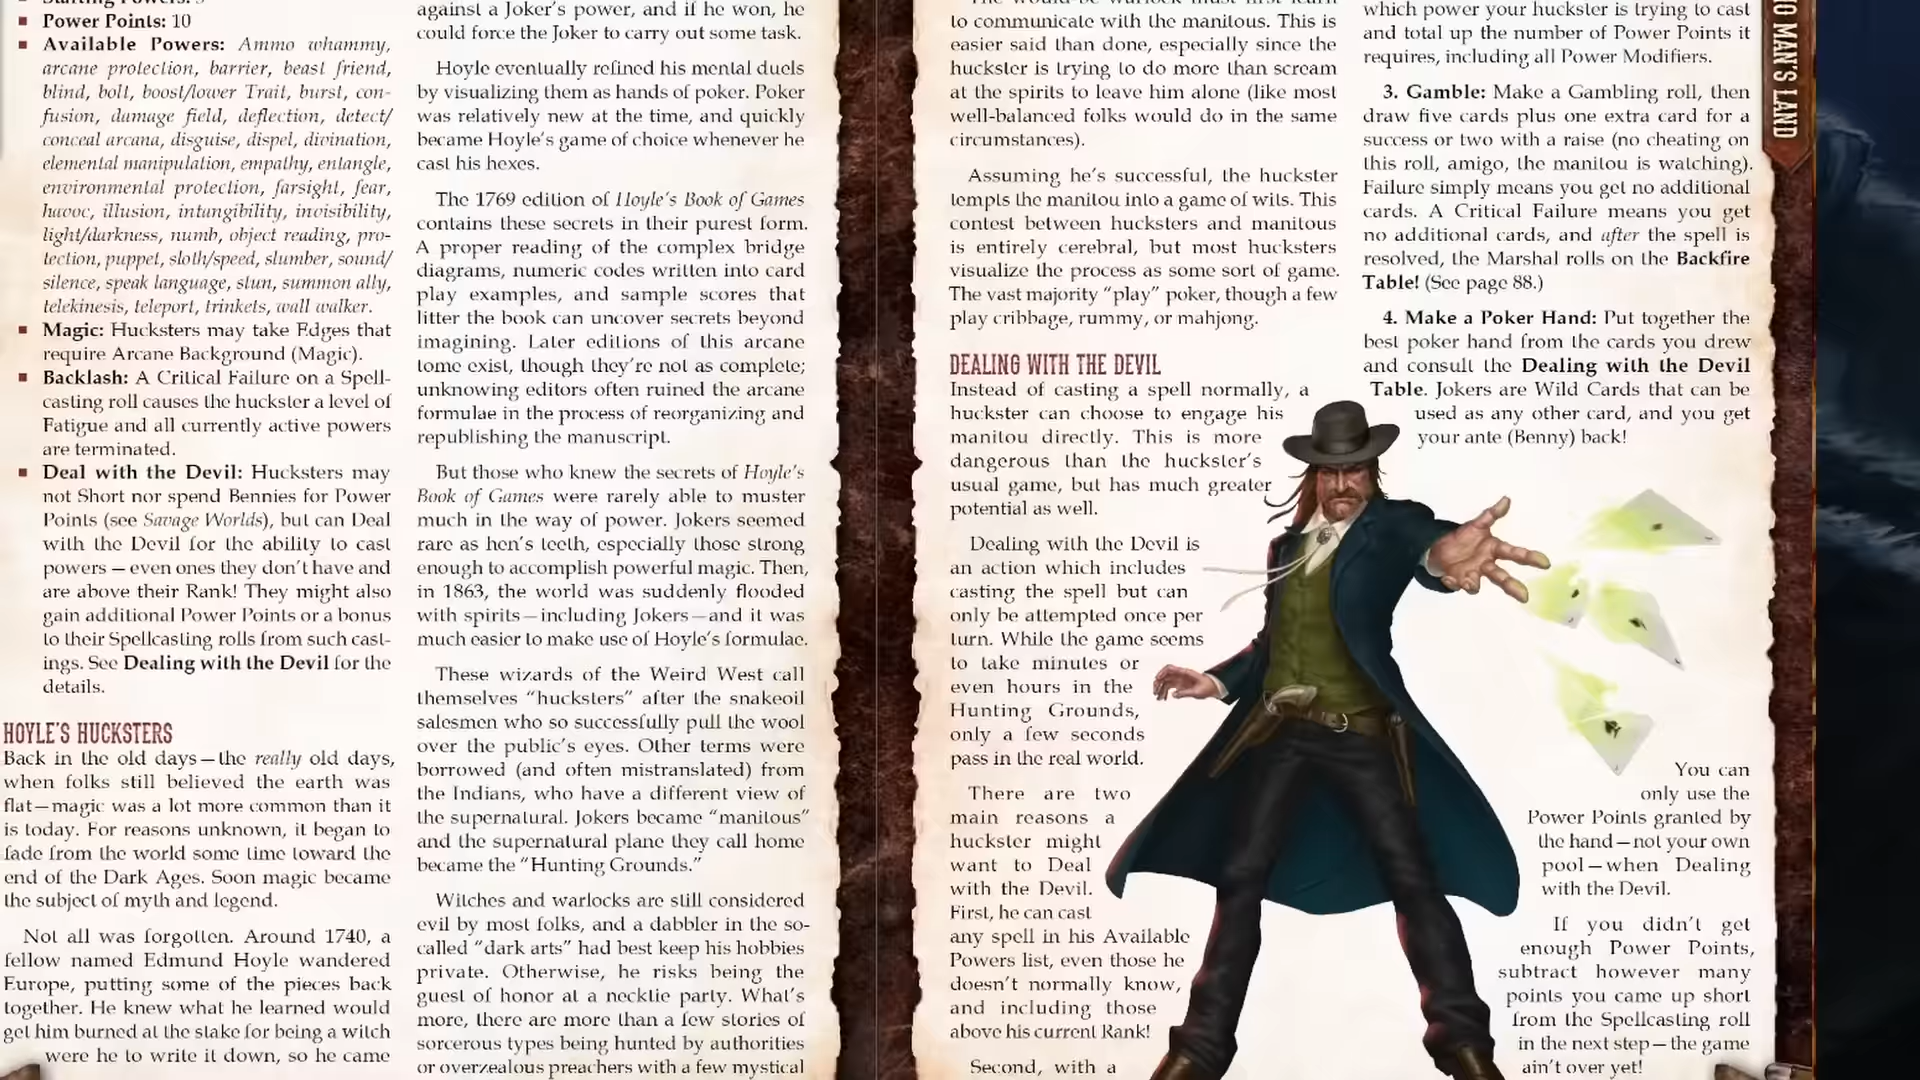 Power Points: 10
Available Powers: Ammo whammy,
arcane protection, barrier, beast friend,
blind, bolt, boost/lower Trait, burst, con-
fusion, damage field, deflection, detect/
conceal arcana, disguise, dispel, divination,
elemental manipulation, empathy, entangle,
environmental protection, farsight, fear,
havoc, illusion, intangibility, invisibility,
light/darkness, numb, object reading, pro-
tection, puppet, sloth/speed, slumber, sound/
silence, speak language, stun, summon ally,
telekinesis, teleport, trinkets, wall walker.
Magic: Hucksters may take Edges that
require Arcane Background (Magic).
Backlash: A Critical Failure on a Spell-
casting roll causes the huckster a level of
Fatigue and all currently active powers
are terminated.
Deal with the Devil: Hucksters may
not Short nor spend Bennies for Power
Points (see Savage Worlds), but can Deal
with the Devil for the ability to cast
powers — even ones they don't have and
are above their Rank! They might also
gain additional Power Points or a bonus
to their Spellcasting rolls from such cast-
ings. See Dealing with the Devil for the
details.
HOYLE'S HUCKSTERS
Back in the old days—the really old days,
when folks still believed the earth was
flat—magic was a lot more common than it
is today. For reasons unknown, it began to
fade from the world some time toward the
end of the Dark Ages. Soon magic became
the subject of myth and legend.
Not all was forgotten. Around 1740, a
fellow named Edmund Hoyle wandered
Europe, putting some of the pieces back
together. He knew what he learned would
get him burned at the stake for being a witch
were he to write it down, so he came
against a Joker's power, and if he won, he
could force the Joker to carry out some task.
Hoyle eventually refined his mental duels
by visualizing them as hands of poker. Poker
was relatively new at the time, and quickly
became Hoyle's game of choice whenever he
cast his hexes.
The 1769 edition of Hoyle's Book of Games
contains these secrets in their purest form.
A proper reading of the complex bridge
diagrams, numeric codes written into card
play examples, and sample scores that
litter the book can uncover secrets beyond
imagining. Later editions of this arcane
tome exist, though they're not as complete;
unknowing editors often ruined the arcane
formulae in the process of reorganizing and
republishing the manuscript.
But those who knew the secrets of Hoyle's
Book of Games were rarely able to muster
much in the way of power. Jokers seemed
rare as hen's teeth, especially those strong
enough to accomplish powerful magic. Then,
in 1863, the world was suddenly flooded
with spirits—including Jokers—and it was
much easier to make use of Hoyle's formulae.
These wizards of the Weird West call
themselves "hucksters" after the snakeoil
salesmen who so successfully pull the wool
over the public's eyes. Other terms were
borrowed (and often mistranslated) from
the Indians, who have a different view of
the supernatural. Jokers became "manitous"
and the supernatural plane they call home
became the "Hunting Grounds."
Witches and warlocks are still considered
evil by most folks, and a dabbler in the so-
called "dark arts" had best keep his hobbies
private. Otherwise, he risks being the
guest of honor at a necktie party. What's
more, there are more than a few stories of
sorcerous types being hunted by authorities
or overzealous preachers with a few mystical
to communicate with the manitous. This is
easier said than done, especially since the
huckster is trying to do more than scream
at the spirits to leave him alone (like most
well-balanced folks would do in the same
circumstances).
Assuming he's successful, the huckster
tempts the manitou into a game of wits. This
contest between hucksters and manitous
is entirely cerebral, but most hucksters
visualize the process as some sort of game.
The vast majority "play" poker, though a few
play cribbage, rummy, or mahjong.
DEALING WITH THE DEVIL
Instead of casting a spell normally, a
huckster can choose to engage his
manitou directly. This is more
dangerous than the huckster's
usual game, but has much greater
potential as well.
Dealing with the Devil is
an action which includes
casting the spell but can
only be attempted once per
turn. While the game seems
to take minutes or
even hours in the
Hunting Grounds,
only a few seconds
pass in the real world.
There are two
main reasons a
huckster might
want to Deal
with the Devil.
First, he can cast
any spell in his Available
Powers list, even those he
doesn't normally know,
and including those
above his current Rank!
Second, with a
which power your huckster is trying to cast
and total up the number of Power Points it
requires, including all Power Modifiers.
3. Gamble: Make a Gambling roll, then
draw five cards plus one extra card for a
success or two with a raise (no cheating on
this roll, amigo, the manitou is watching).
Failure simply means you get no additional
cards. A Critical Failure means you get
no additional cards, and after the spell is
resolved, the Marshal rolls on the Backfire
Table! (See page 88.)
4. Make a Poker Hand: Put together the
best poker hand from the cards you drew
and consult the Dealing with the Devil
Table. Jokers are Wild Cards that can be
used as any other card, and you get
your ante (Benny) back!
You can
only use the
Power Points granted by
the hand—not your own
pool—when Dealing
with the Devil.
If you didn't get
enough Power Points,
subtract however many
points you came up short
from the Spellcasting roll
in the next step—the game
ain't over yet!
MAN'S LAND